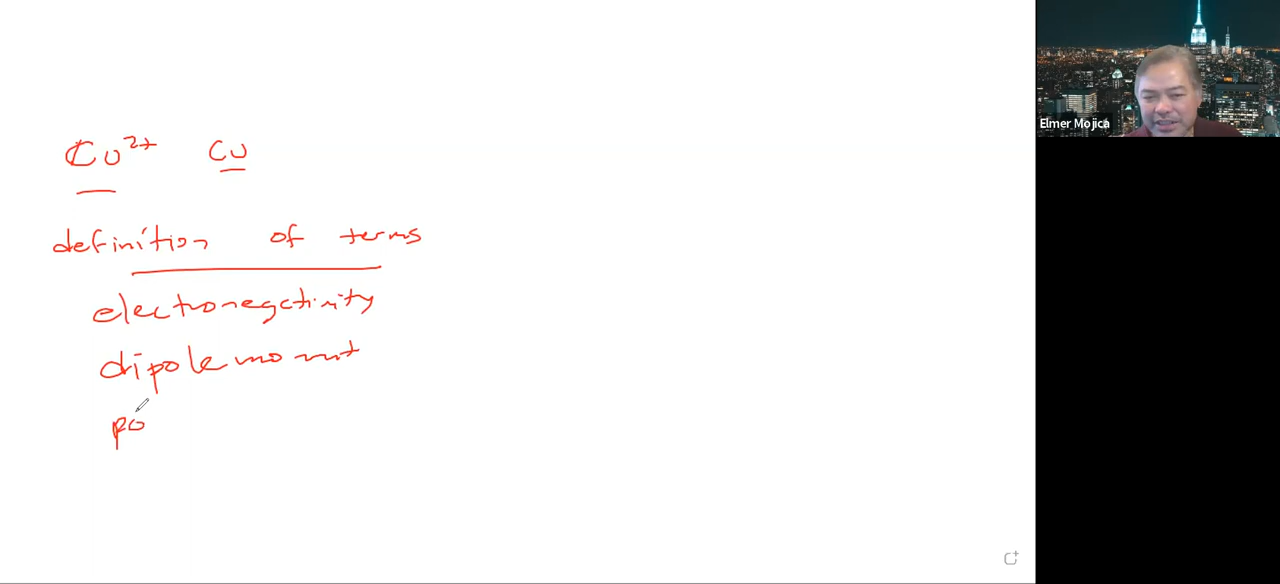 Cu²⁺ Cu
definition of terms
electronegativity
dipole moment
po
Elmer Mojica